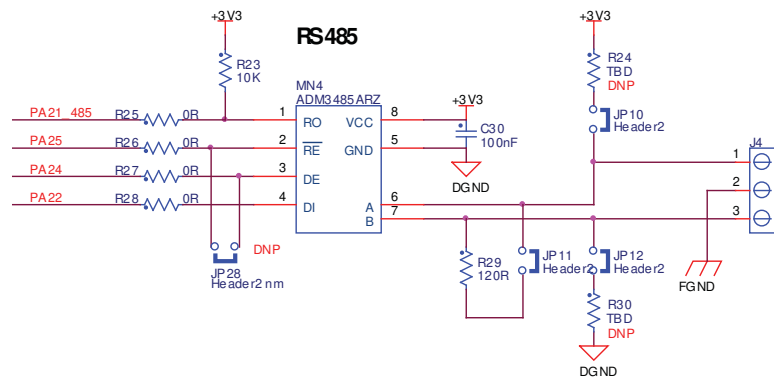 +3V3
+3V3
RS485
R23
10K
R24
TBD
DNP
MN4
ADM3485ARZ
+3V3
JP10
Header2
PA21_485
R25
0R
1
RO
VCC
8
C30
100nF
J4
PA25
R26
0R
2
RE
GND
5
1
PA24
R27
0R
3
DE
DGND
2
PA22
R28
0R
4
DI
A
6
B
7
3
DNP
JP28
Header2 nm
R29
120R
JP11
Header2
JP12
Header2
FGND
R30
TBD
DNP
DGND